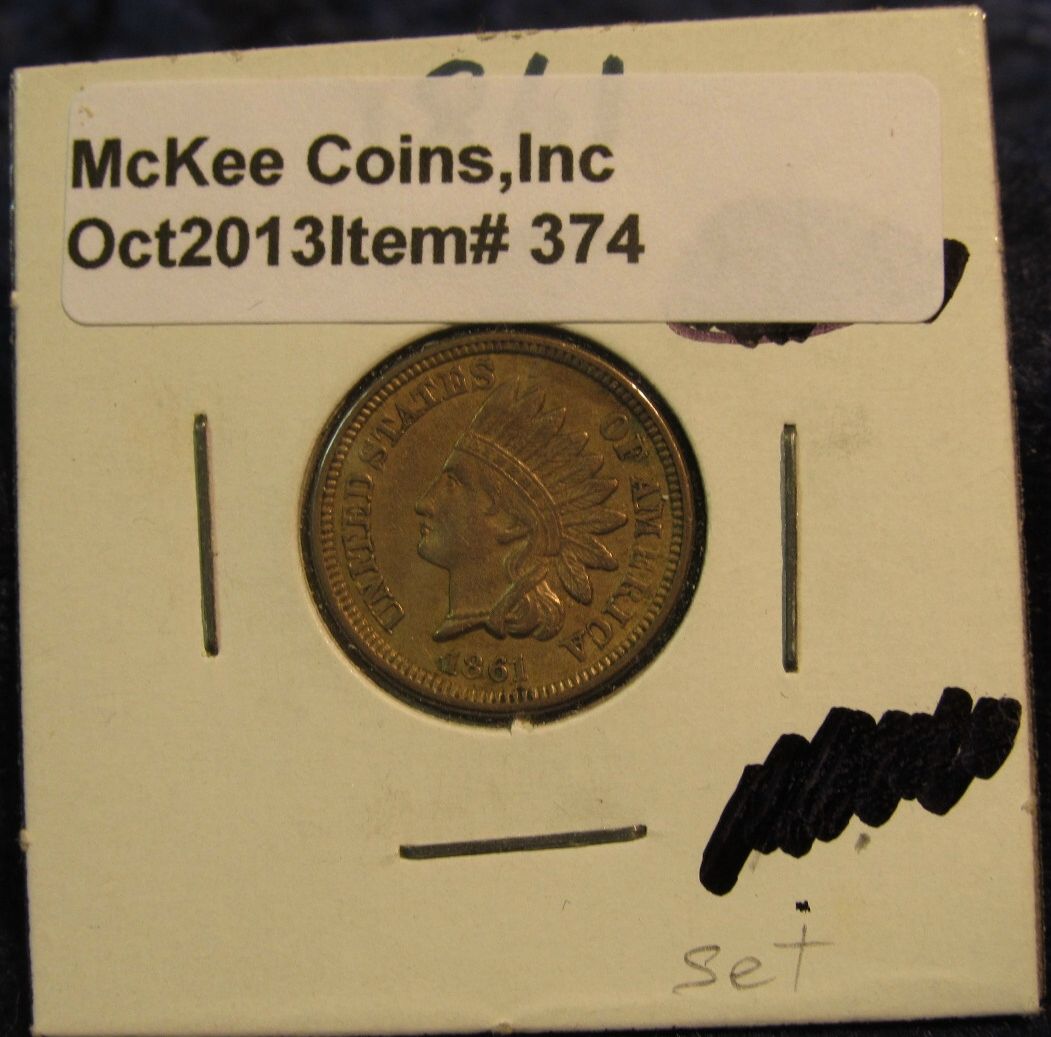 McKee Coins,Inc
Oct2013Item# 374
UNITED STATES OF AMERICA
1861
set